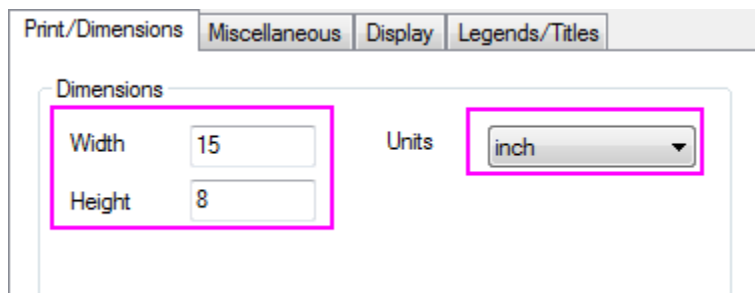 Print/Dimensions Miscellaneous Display Legends/Titles
Dimensions
Width 15 Units inch
Height 8